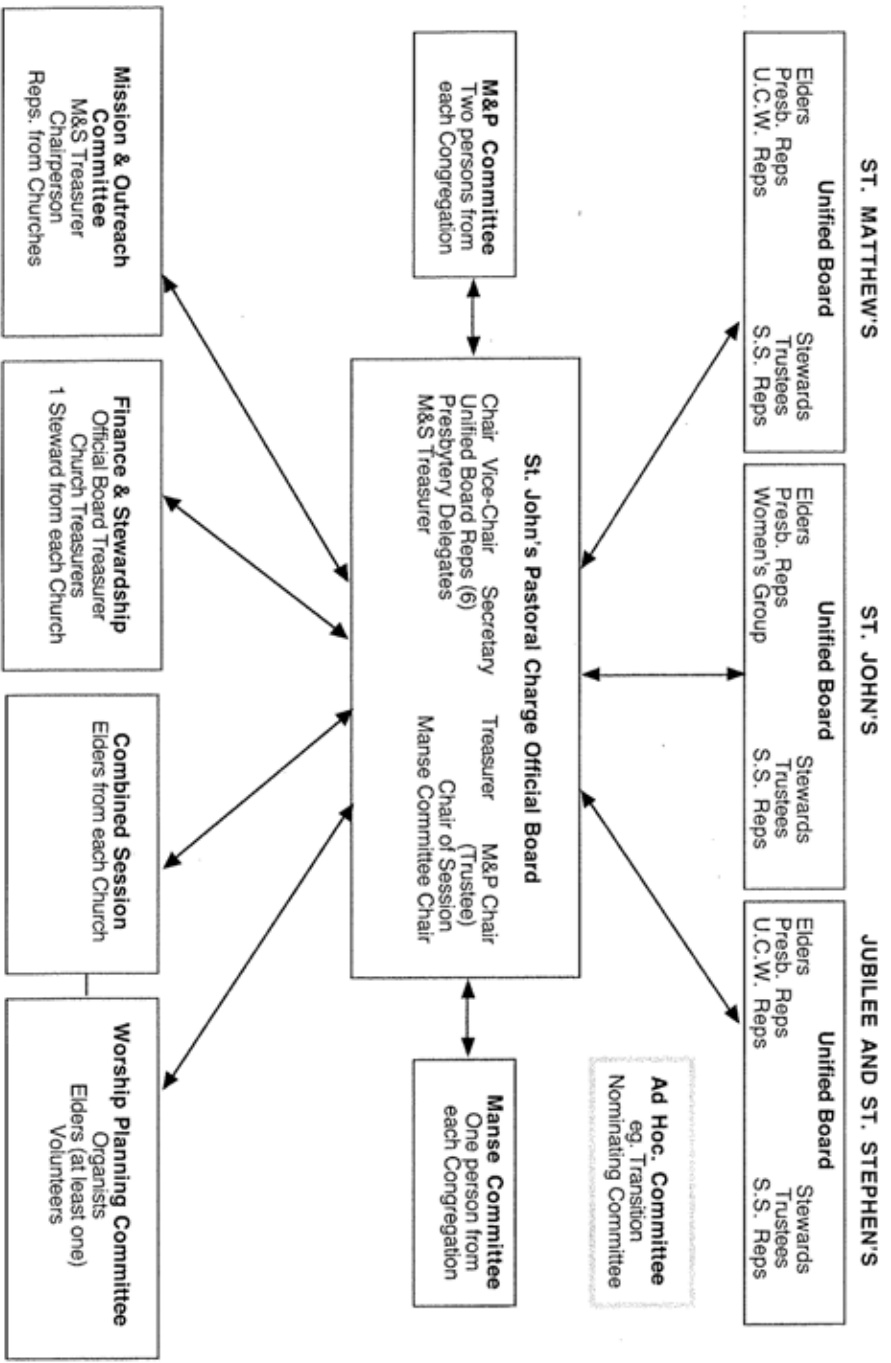 ST. MATTHEW'S
Unified Board
Elders
Presb. Reps
U.C.W. Reps
Stewards
Trustees
S.S. Reps
ST. JOHN'S
Unified Board
Elders
Presb. Reps
Women's Group
Stewards
Trustees
S.S. Reps
JUBILEE AND ST. STEPHEN'S
Unified Board
Elders
Presb. Reps
U.C.W. Reps
Stewards
Trustees
S.S. Reps
M&P Committee
Two persons from
each Congregation
St. John's Pastoral Charge Official Board
Chair Vice-Chair Secretary Treasurer M&P Chair
Unified Board Reps (6) (Trustee)
Presbytery Delegates Chair of Session
M&S Treasurer Manse Committee Chair
Ad Hoc. Committee
eg. Transition
Nominating Committee
Manse Committee
One person from
each Congregation
Mission & Outreach
Committee
M&S Treasurer
Chairperson
Reps. from Churches
Finance & Stewardship
Official Board Treasurer
Church Treasurers
1 Steward from each Church
Combined Session
Elders from each Church
Worship Planning Committee
Organists
Elders (at least one)
Volunteers